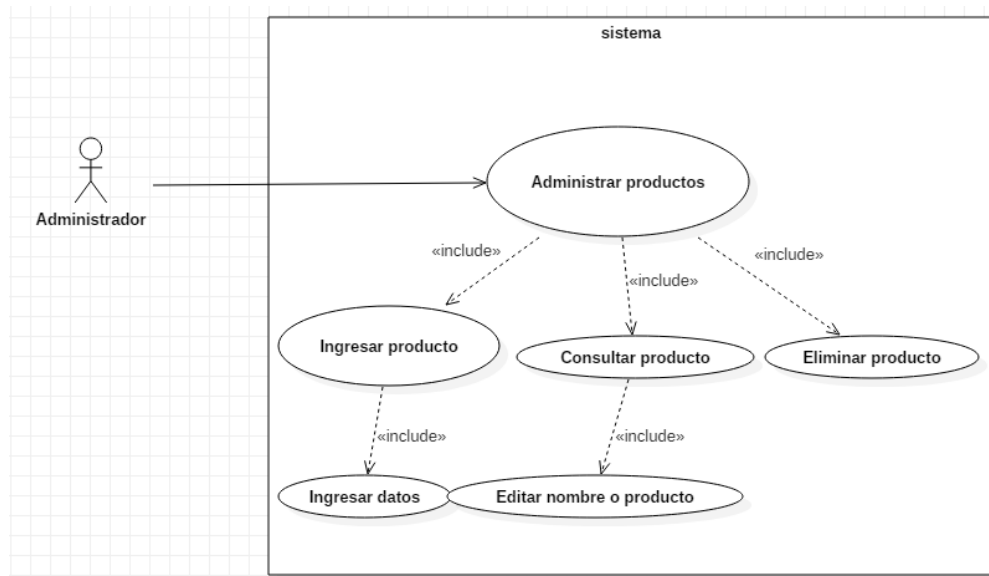 sistema
Administrar productos
Administrador
«include»
«include»
«include»
Ingresar producto
Consultar producto
Eliminar producto
«include»
«include»
Ingresar datos
Editar nombre o producto